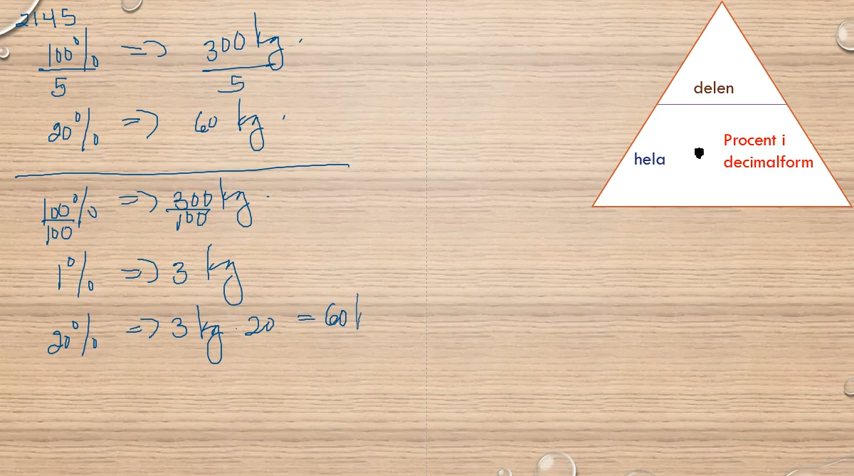 2145
100% => 300 kg.
5 5
20% => 60 kg.
100% => 300 kg.
100 100
1% => 3 kg
20% => 3 kg · 20 = 60 k
delen
hela · Procent i
decimalform